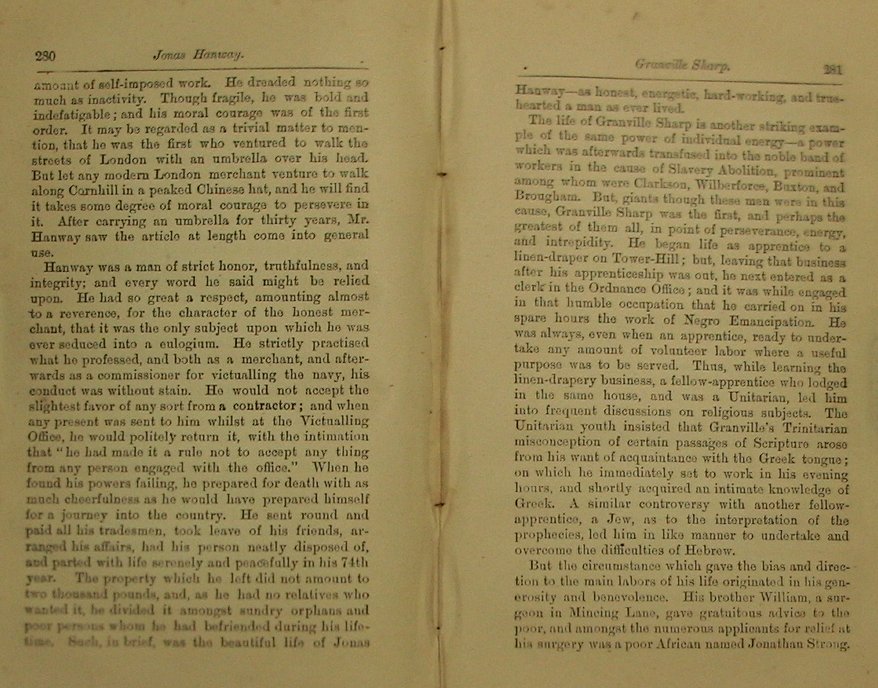 280
Jonas Hanway.
amount of self-imposed work. He dreaded nothing so
much as inactivity. Though fragile, he was bold and
indefatigable; and his moral courage was of the first
order. It may be regarded as a trivial matter to men-
tion, that he was the first who ventured to walk the
streets of London with an umbrella over his head.
But let any modern London merchant venture to walk
along Cornhill in a peaked Chinese hat, and he will find
it takes some degree of moral courage to persevere in
it. After carrying an umbrella for thirty years, Mr.
Hanway saw the article at length come into general
use.
Hanway was a man of strict honor, truthfulness, and
integrity; and every word he said might be relied
upon. He had so great a respect, amounting almost
to a reverence, for the character of the honest mer-
chant, that it was the only subject upon which he was
ever seduced into a eulogium. He strictly practised
what he professed, and both as a merchant, and after-
wards as a commissioner for victualling the navy, his
conduct was without stain. He would not accept the
slightest favor of any sort from a contractor; and when
any present was sent to him whilst at the Victualling
Office, he would politely return it, with the intimation
that "he had made it a rule not to accept any thing
from any person engaged with the office." When he
found his powers failing, he prepared for death with as
much cheerfulness as he would have prepared himself
for a journey into the country. He sent round and
paid all his tradesmen, took leave of his friends, ar-
ranged his affairs, had his person neatly disposed of,
and parted with life serenely and peacefully in his 74th
year. The property which he left did not amount to
two thousand pounds, and, as he had no relatives who
wanted it, he divided it amongst sundry orphans and
poor persons whom he had befriended during his life-
time. Such, in brief, was the beautiful life of Jonas
Granville Sharp.
281
Hanway—as honest, energetic, hard-working, and true-
hearted a man as ever lived.
The life of Granville Sharp is another striking exam-
ple of the same power of individual energy—a power
which was afterwards transfused into the noble band of
workers in the cause of Slavery Abolition, prominent
among whom were Clarkson, Wilberforce, Buxton, and
Brougham. But, giants though these men were in this
cause, Granville Sharp was the first, and perhaps the
greatest of them all, in point of perseverance, energy,
and intrepidity. He began life as apprentice to a
linen-draper on Tower-Hill; but, leaving that business
after his apprenticeship was out, he next entered as a
clerk in the Ordnance Office; and it was while engaged
in that humble occupation that he carried on in his
spare hours the work of Negro Emancipation. He
was always, even when an apprentice, ready to under-
take any amount of volunteer labor where a useful
purpose was to be served. Thus, while learning the
linen-drapery business, a fellow-apprentice who lodged
in the same house, and was a Unitarian, led him
into frequent discussions on religious subjects. The
Unitarian youth insisted that Granville's Trinitarian
misconception of certain passages of Scripture arose
from his want of acquaintance with the Greek tongue;
on which he immediately set to work in his evening
hours, and shortly acquired an intimate knowledge of
Greek. A similar controversy with another fellow-
apprentice, a Jew, as to the interpretation of the
prophecies, led him in like manner to undertake and
overcome the difficulties of Hebrew.
But the circumstance which gave the bias and direc-
tion to the main labors of his life originated in his gen-
erosity and benevolence. His brother William, a sur-
geon in Mincing Lane, gave gratuitous advice to the
poor, and amongst the numerous applicants for relief at
his surgery was a poor African named Jonathan Strong.